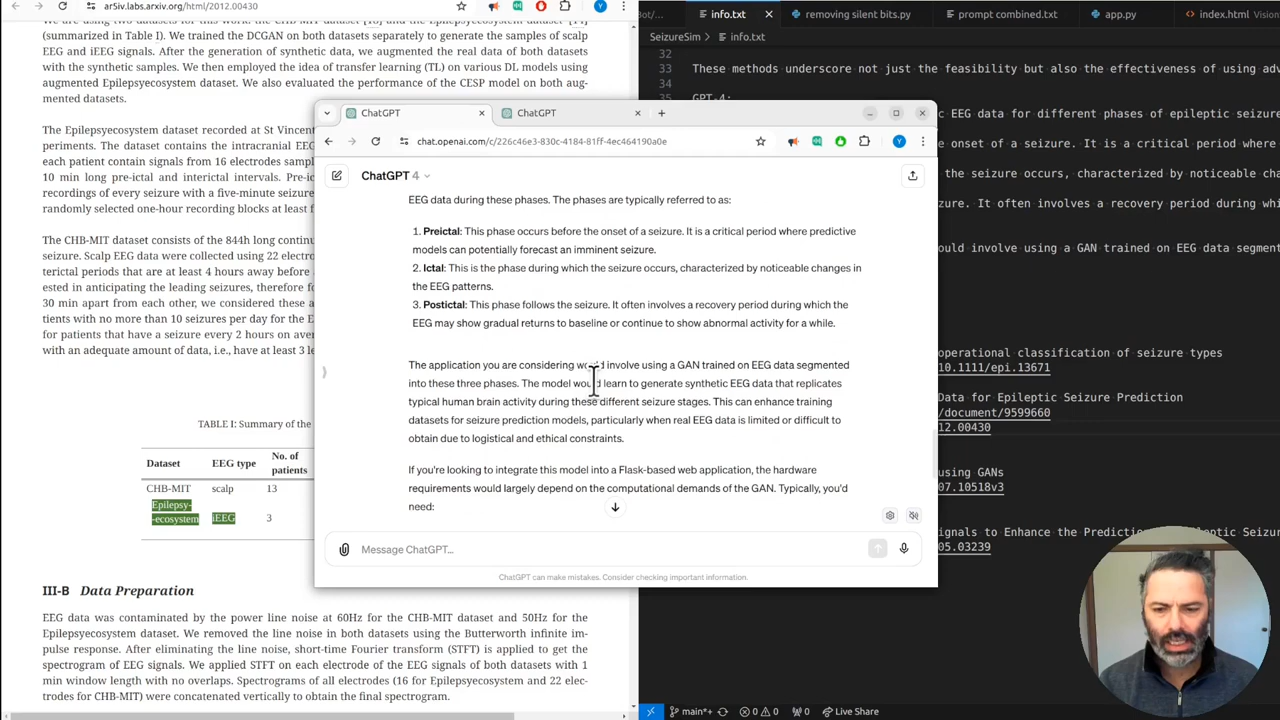 arSiv.labs.arxiv.org/html/2012.00430
We are using two datasets for this work: the CHB-MIT dataset
(summarized in Table I). We trained the DCGAN on both datasets separately to generate the samples of scalp
EEG and iEEG signals. After the generation of synthetic data, we augmented the real data of both datasets
with the synthetic samples. We then employed the idea of transfer learning (TL) on various DL models using
augmented Epilepsyecosystem dataset. We also evaluated the performance of the CESP model on both aug-
mented datasets.
The Epilepsyecosystem dataset recorded at St Vincent
periments. The dataset contains the intracranial EEG
each patient contain signals from 16 electrodes samp
10 min long pre-ictal and interictal intervals. Pre-ic
recordings of every seizure with a five-minute seizure
randomly selected one-hour recording blocks at least
The CHB-MIT dataset consists of the 844h long continu
seizure. Scalp EEG data were collected using 22 electro
terictal periods that are at least 4 hours away before
ested in anticipating the leading seizures, therefore
30 min apart from each other, we considered these a
tients with no more than 10 seizures per day for the E
for patients that have a seizure every 2 hours on aver
with an adequate amount of data, i.e., have at least 3
TABLE I: Summary of the
Dataset EEG type No. of
patients
CHB-MIT scalp 13
Epilepsy-
-ecosystem iEEG 3
III-B Data Preparation
EEG data was contaminated by the power line noise at 60Hz for the CHB-MIT dataset and 50Hz for the
Epilepsyecosystem dataset. We removed the line noise in both datasets using the Butterworth infinite im-
pulse response. After eliminating the line noise, short-time Fourier transform (STFT) is applied to get the
spectrogram of EEG signals. We applied STFT on each electrode of the EEG signals of both datasets with 1
min window length with no overlaps. Spectrograms of all electrodes (16 for Epilepsyecosystem and 22 elec-
trodes for CHB-MIT) were concatenated vertically to obtain the final spectrogram.
ChatGPT ChatGPT
chat.openai.com/c/226c46e3-830c-4184-81ff-4ec464190a0e
Y
ChatGPT 4
EEG data during these phases. The phases are typically referred to as:
1. Preictal: This phase occurs before the onset of a seizure. It is a critical period where predictive
models can potentially forecast an imminent seizure.
2. Ictal: This is the phase during which the seizure occurs, characterized by noticeable changes in
the EEG patterns.
3. Postictal: This phase follows the seizure. It often involves a recovery period during which the
EEG may show gradual returns to baseline or continue to show abnormal activity for a while.
The application you are considering would involve using a GAN trained on EEG data segmented
into these three phases. The model would learn to generate synthetic EEG data that replicates
typical human brain activity during these different seizure stages. This can enhance training
datasets for seizure prediction models, particularly when real EEG data is limited or difficult to
obtain due to logistical and ethical constraints.
If you're looking to integrate this model into a Flask-based web application, the hardware
requirements would largely depend on the computational demands of the GAN. Typically, you'd
need:
Message ChatGPT...
ChatGPT can make mistakes. Consider checking important information.
Bot/... info.txt removing silent bits.py prompt combined.txt app.py index.html
SeizureSim > info.txt
32
33 These methods underscore not just the feasibility but also the effectiveness of using adv
35 GPT-4:
EEG data for different phases of epileptic seizure
onset of a seizure. It is a critical period where
the seizure occurs, characterized by noticeable cha
zure. It often involves a recovery period during wh
ould involve using a GAN trained on EEG data segment
operational classification of seizure types
10.1111/epi.13671
Data for Epileptic Seizure Prediction
/document/9599660
12.00430
using GANs
07.10518v3
ignals to Enhance the Prediction
05.03239
main*+ 0 0 0 Live Share